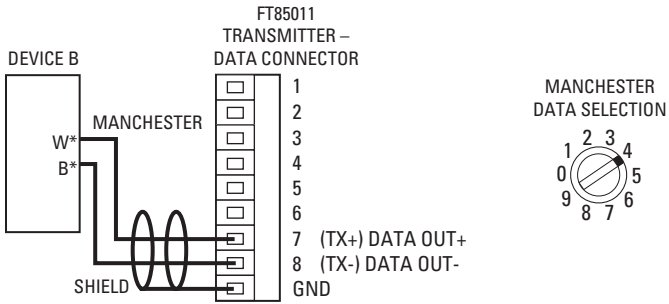 FT85011
TRANSMITTER –
DATA CONNECTOR
DEVICE B
MANCHESTER
W*
B*
SHIELD
1
2
3
4
5
6
7 (TX+) DATA OUT+
8 (TX-) DATA OUT-
GND
MANCHESTER
DATA SELECTION
0
1
2
3
4
5
6
7
8
9